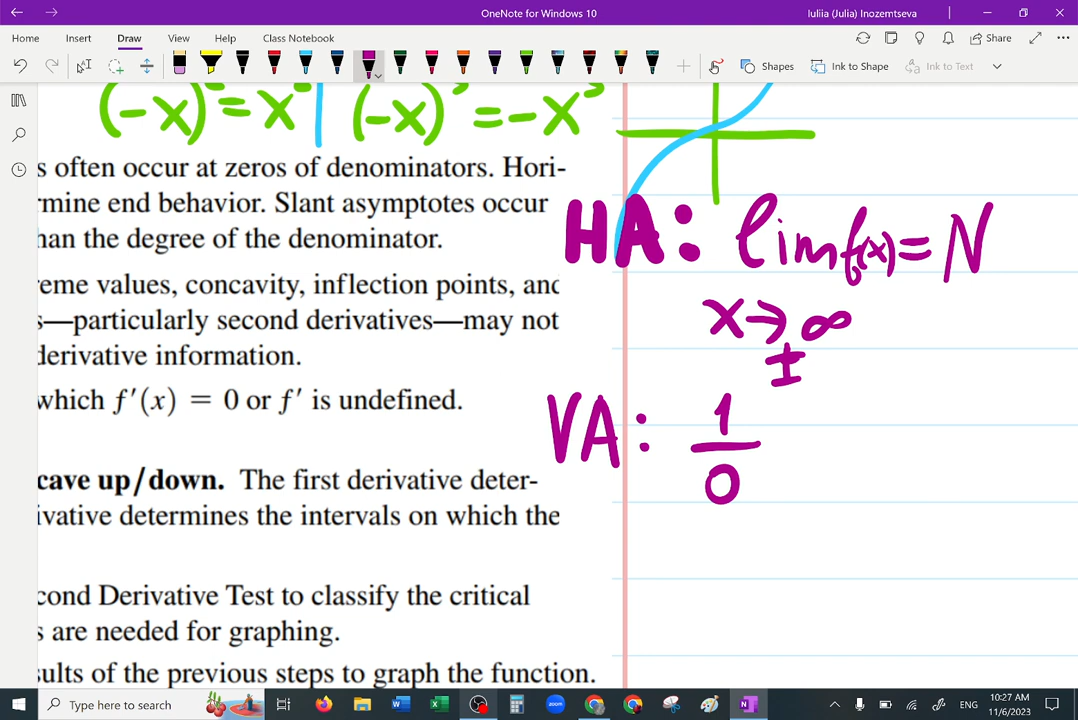 OneNote for Windows 10
Iuliia (Julia) Inozemtseva
Home Insert Draw View Help Class Notebook
Share
Shapes Ink to Shape Ink to Text
(-x) = x (-x) = -x³
s often occur at zeros of denominators. Hori-
rmine end behavior. Slant asymptotes occur
han the degree of the denominator.
reme values, concavity, inflection points, and
s—particularly second derivatives—may not
derivative information.
which f′(x) = 0 or f′ is undefined.
cave up/down. The first derivative deter-
ivative determines the intervals on which the
cond Derivative Test to classify the critical
s are needed for graphing.
sults of the previous steps to graph the function.
HA: lim f(x) = N
x → ∞
±
VA: 1
0
Type here to search
zoom
ENG
10:27 AM
11/6/2023